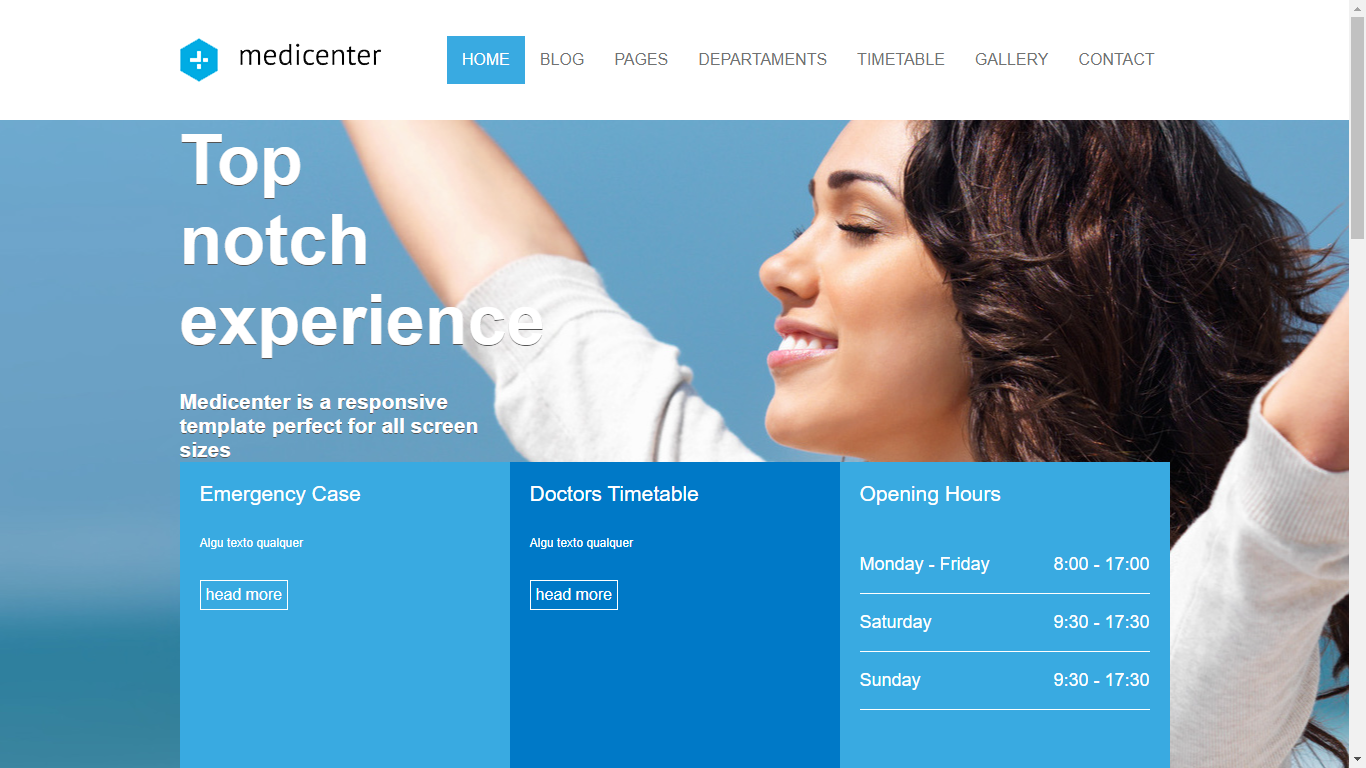 medicenter
HOME BLOG PAGES DEPARTAMENTS TIMETABLE GALLERY CONTACT
Top
notch
experience
Medicenter is a responsive
template perfect for all screen
sizes
Emergency Case
Algu texto qualquer
head more
Doctors Timetable
Algu texto qualquer
head more
Opening Hours
Monday - Friday 8:00 - 17:00
Saturday 9:30 - 17:30
Sunday 9:30 - 17:30